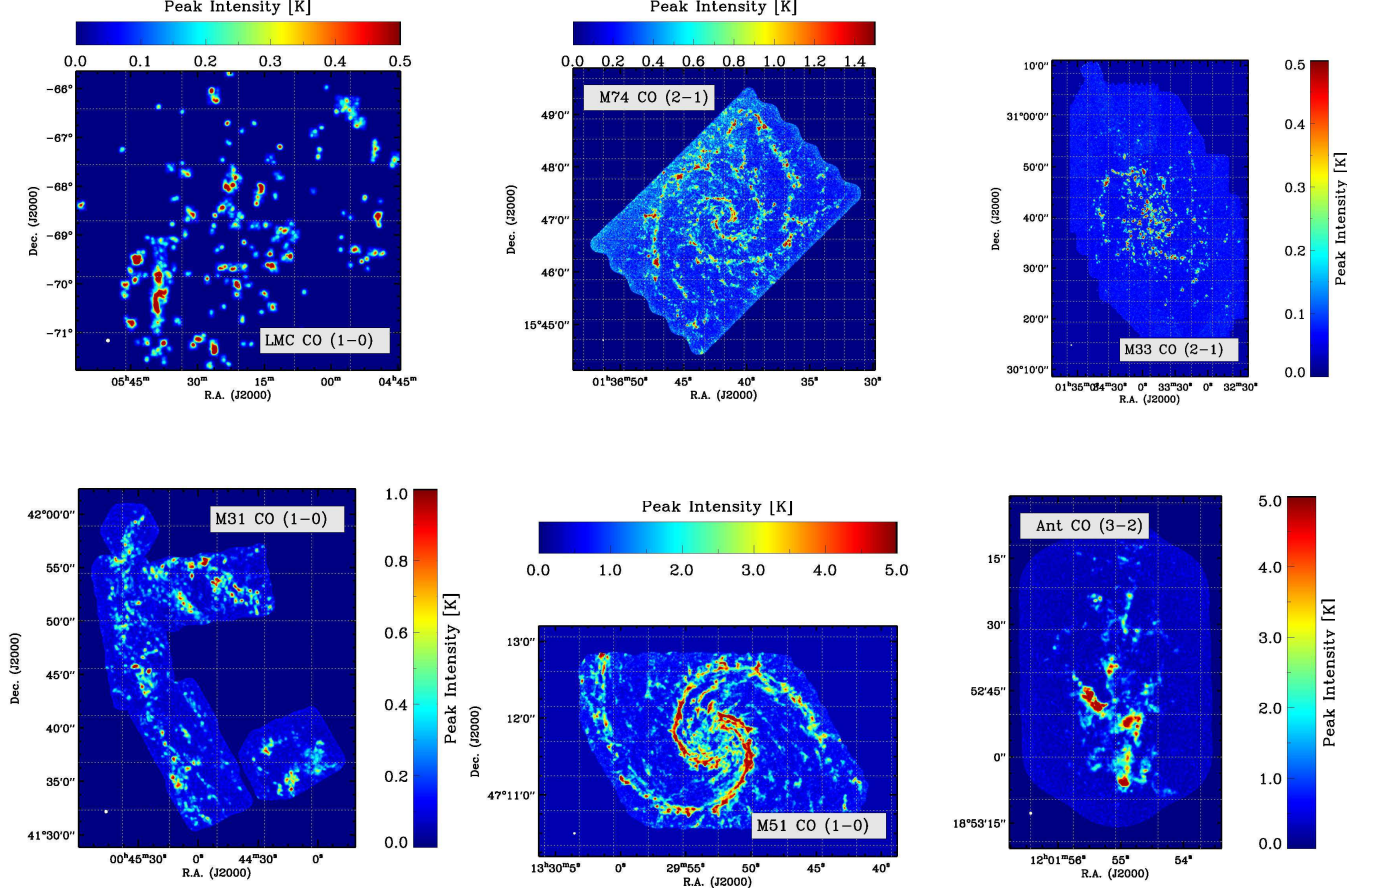 Peak Intensity [K]
0.0 0.1 0.2 0.3 0.4 0.5
−66°
−67°
−68°
−69°
−70°
−71°
Dec. (J2000)
LMC CO (1−0)
05ʰ45ᵐ 30ᵐ 15ᵐ 00ᵐ 04ʰ45ᵐ
R.A. (J2000)
Peak Intensity [K]
0.0 0.2 0.4 0.6 0.8 1.0 1.2 1.4
M74 CO (2−1)
49'0"
48'0"
47'0"
46'0"
15°45'0"
Dec. (J2000)
01ʰ36ᵐ50ˢ 45ˢ 40ˢ 35ˢ 30ˢ
R.A. (J2000)
10'0"
31°00'0"
50'0"
40'0"
30'0"
20'0"
30°10'0"
Dec. (J2000)
M33 CO (2−1)
0ˢ 33ᵐ30ˢ 0ˢ 32ᵐ30ˢ
R.A. (J2000)
0.5
0.4
0.3
0.2
0.1
0.0
Peak Intensity [K]
M31 CO (1−0)
42°00'0"
55'0"
50'0"
45'0"
40'0"
35'0"
41°30'0"
Dec. (J2000)
00ʰ45ᵐ30ˢ 0ˢ 44ᵐ30ˢ 0ˢ
R.A. (J2000)
1.0
0.8
0.6
0.4
0.2
0.0
Peak Intensity [K]
Peak Intensity [K]
0.0 1.0 2.0 3.0 4.0 5.0
13'0"
12'0"
47°11'0"
Dec. (J2000)
M51 CO (1−0)
13ʰ30ᵐ5ˢ 0ˢ 29ᵐ55ˢ 50ˢ 45ˢ 40ˢ
R.A. (J2000)
Ant CO (3−2)
15"
30"
52'45"
0"
18°53'15"
12ʰ01ᵐ56ˢ 55ˢ 54ˢ
R.A. (J2000)
5.0
4.0
3.0
2.0
1.0
0.0
Peak Intensity [K]